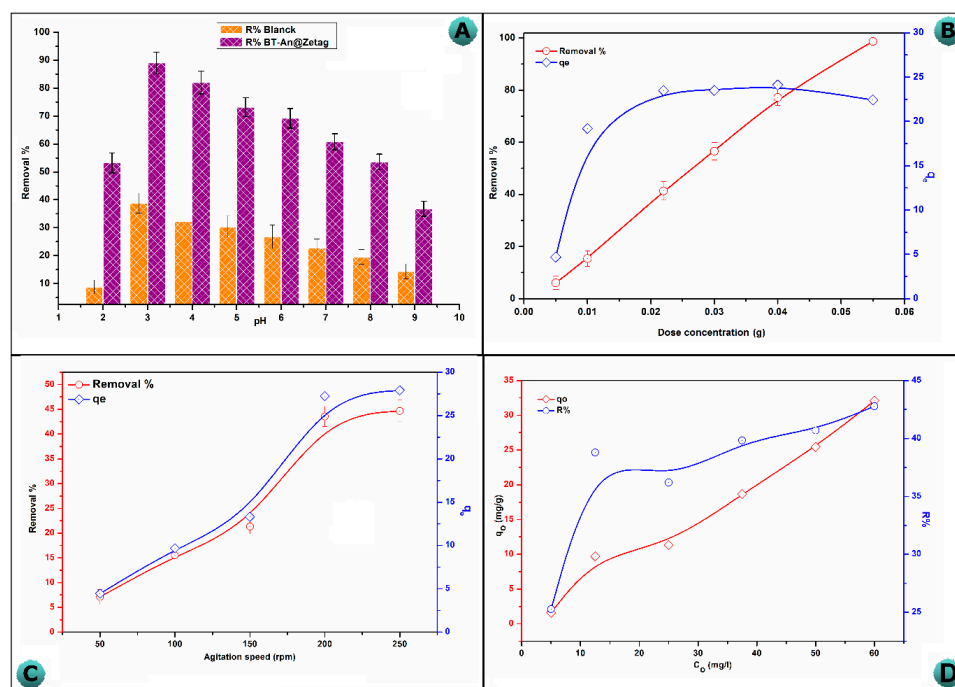 A
R% Blanck
R% BT-An@Zetag
Removal %
100
90
80
70
60
50
40
30
20
10
1 2 3 4 5 6 7 8 9 10
pH
B
Removal %
qe
Removal %
100
80
60
40
20
0
30
25
20
15
10
5
0
qe
0.00 0.01 0.02 0.03 0.04 0.05 0.06
Dose concentration (g)
C
Removal %
qe
Removal %
50
45
40
35
30
25
20
15
10
5
0
30
25
20
15
10
5
0
qe
50 100 150 200 250
Agitation speed (rpm)
D
qo
R%
qo (mg/g)
35
30
25
20
15
10
5
0
45
40
35
30
25
R%
0 10 20 30 40 50 60
Co mg/l)